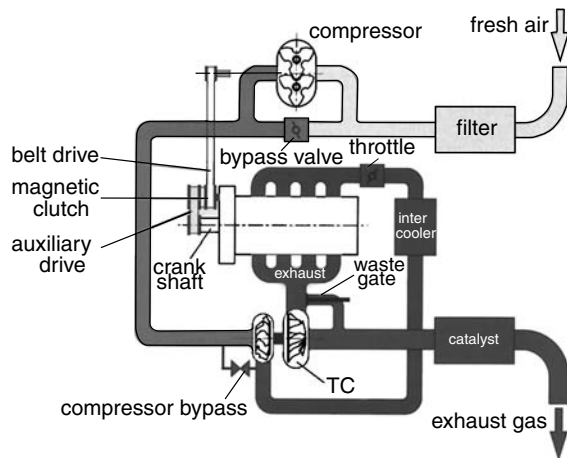 compressor
fresh air
filter
belt drive
bypass valve
throttle
magnetic
clutch
inter
cooler
auxiliary
drive
crank
shaft
exhaust
waste
gate
catalyst
TC
compressor bypass
exhaust gas